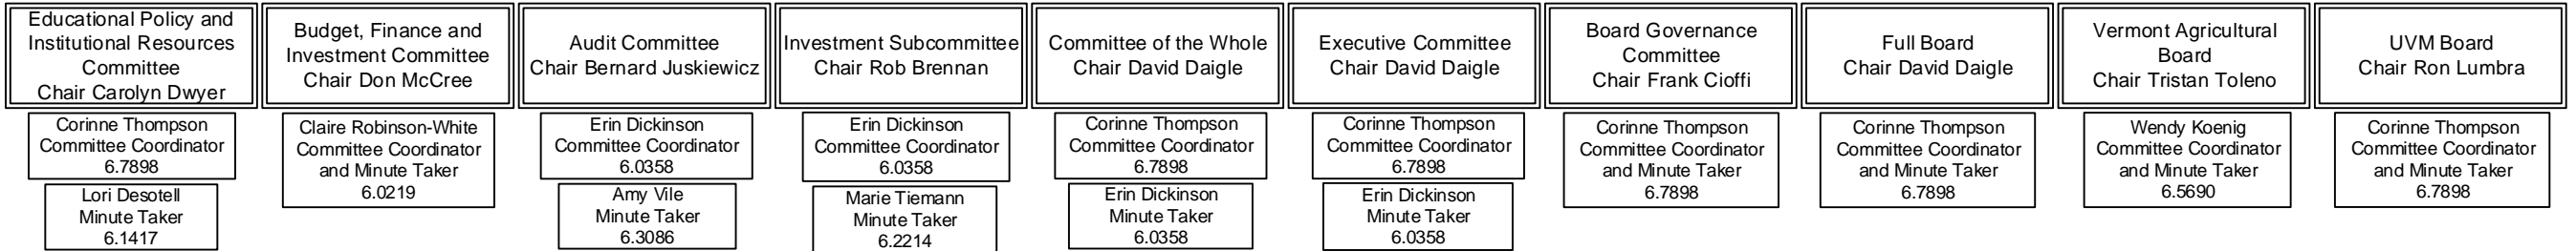 Educational Policy and
Institutional Resources
Committee
Chair Carolyn Dwyer
Corinne Thompson
Committee Coordinator
6.7898
Lori Desotell
Minute Taker
6.1417
Budget, Finance and
Investment Committee
Chair Don McCree
Claire Robinson-White
Committee Coordinator
and Minute Taker
6.0219
Audit Committee
Chair Bernard Juskiewicz
Erin Dickinson
Committee Coordinator
6.0358
Amy Vile
Minute Taker
6.3086
Investment Subcommittee
Chair Rob Brennan
Erin Dickinson
Committee Coordinator
6.0358
Marie Tiemann
Minute Taker
6.2214
Committee of the Whole
Chair David Daigle
Corinne Thompson
Committee Coordinator
6.7898
Erin Dickinson
Minute Taker
6.0358
Executive Committee
Chair David Daigle
Corinne Thompson
Committee Coordinator
6.7898
Erin Dickinson
Minute Taker
6.0358
Board Governance
Committee
Chair Frank Cioffi
Corinne Thompson
Committee Coordinator
and Minute Taker
6.7898
Full Board
Chair David Daigle
Corinne Thompson
Committee Coordinator
and Minute Taker
6.7898
Vermont Agricultural
Board
Chair Tristan Toleno
Wendy Koenig
Committee Coordinator
and Minute Taker
6.5690
UVM Board
Chair Ron Lumbra
Corinne Thompson
Committee Coordinator
and Minute Taker
6.7898